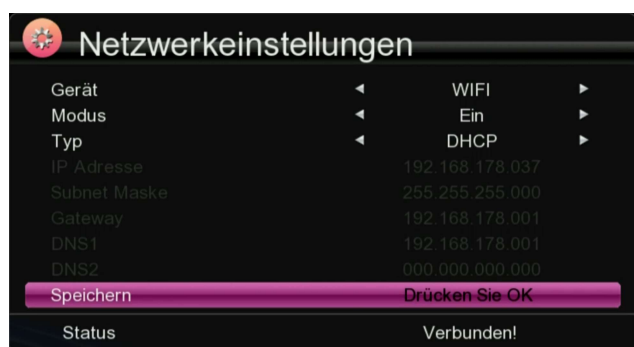 Netzwerkeinstellungen
Gerät WIFI
Modus Ein
Typ DHCP
IP Adresse 192.168.178.037
Subnet Maske 255.255.255.000
Gateway 192.168.178.001
DNS1 192.168.178.001
DNS2 000.000.000.000
Speichern Drücken Sie OK
Status Verbunden!